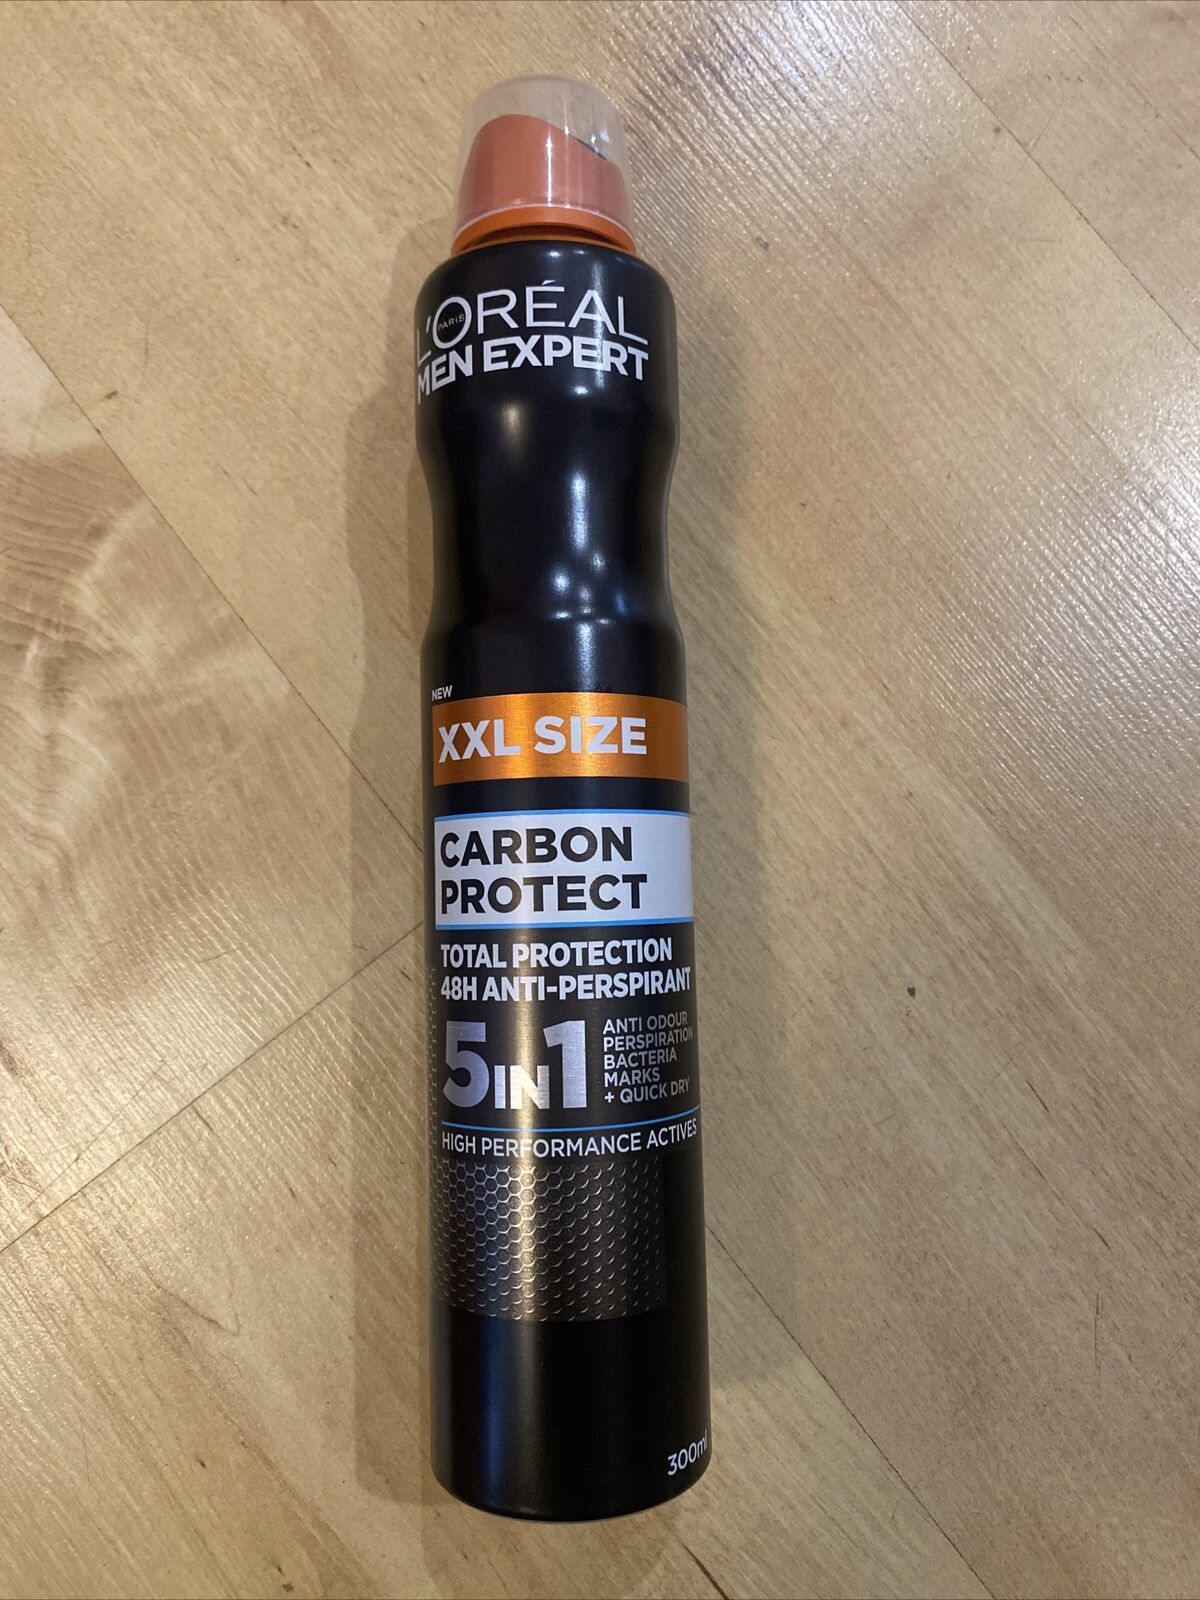 L'ORÉAL
PARIS
MEN EXPERT
NEW
XXL SIZE
CARBON
PROTECT
TOTAL PROTECTION
48H ANTI-PERSPIRANT
5IN1
ANTI ODOUR
PERSPIRATION
BACTERIA
MARKS
+ QUICK DRY
HIGH PERFORMANCE ACTIVES
300ml